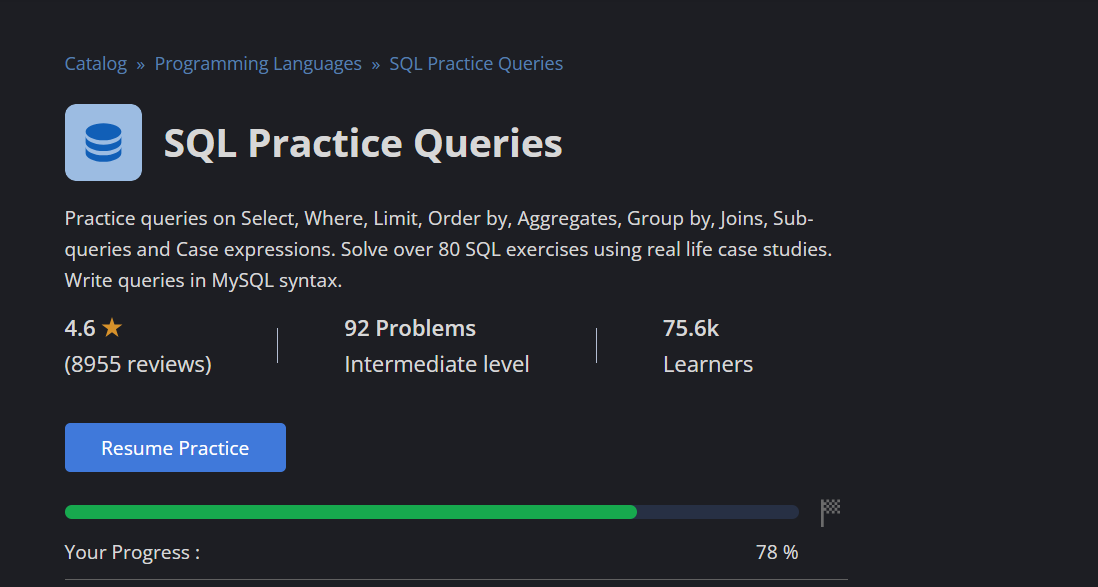 Catalog » Programming Languages » SQL Practice Queries
SQL Practice Queries
Practice queries on Select, Where, Limit, Order by, Aggregates, Group by, Joins, Sub-
queries and Case expressions. Solve over 80 SQL exercises using real life case studies.
Write queries in MySQL syntax.
4.6 ★
(8955 reviews)
92 Problems
Intermediate level
75.6k
Learners
Resume Practice
Your Progress :
78 %